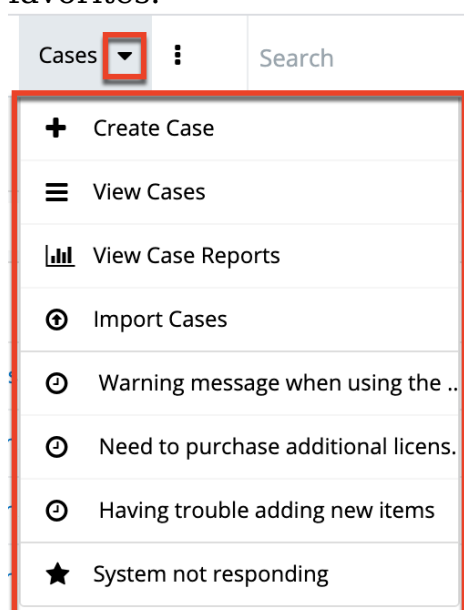 favorites.
Cases Search
Create Case
View Cases
View Case Reports
Import Cases
Warning message when using the ..
Need to purchase additional licens.
Having trouble adding new items
System not responding